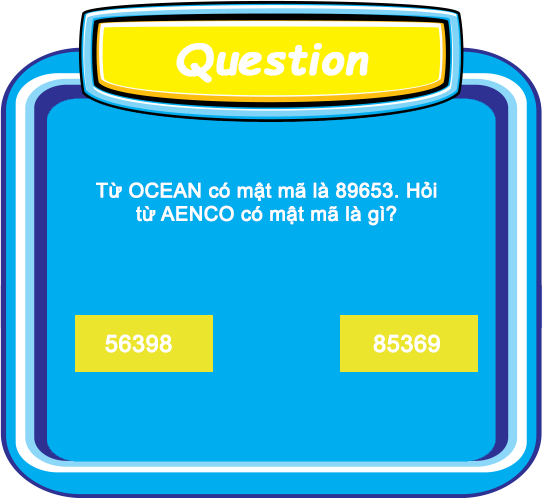 Question
Từ OCEAN có mật mã là 89653. Hỏi
từ AENCO có mật mã là gì?
56398
85369